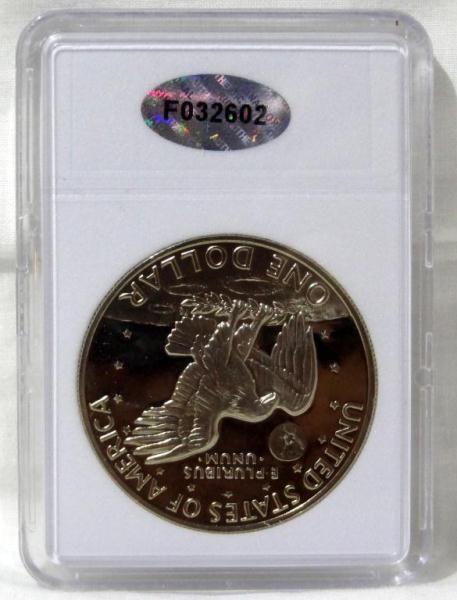 F032602
UNITED STATES OF AMERICA
E·PLURIBUS
·UNUM·
ONE DOLLAR